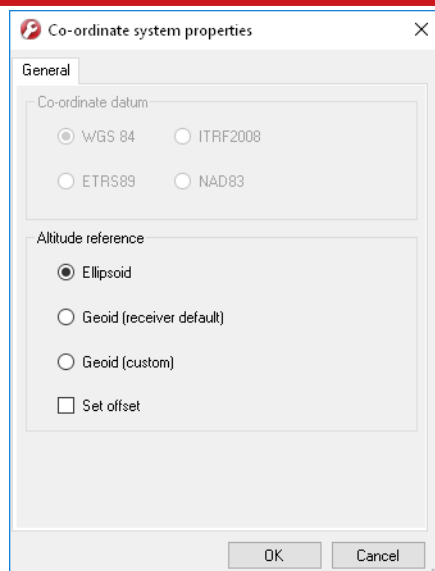 Co-ordinate system properties
General
Co-ordinate datum
WGS 84 ITRF2008
ETRS89 NAD83
Altitude reference
Ellipsoid
Geoid (receiver default)
Geoid (custom)
Set offset
OK Cancel